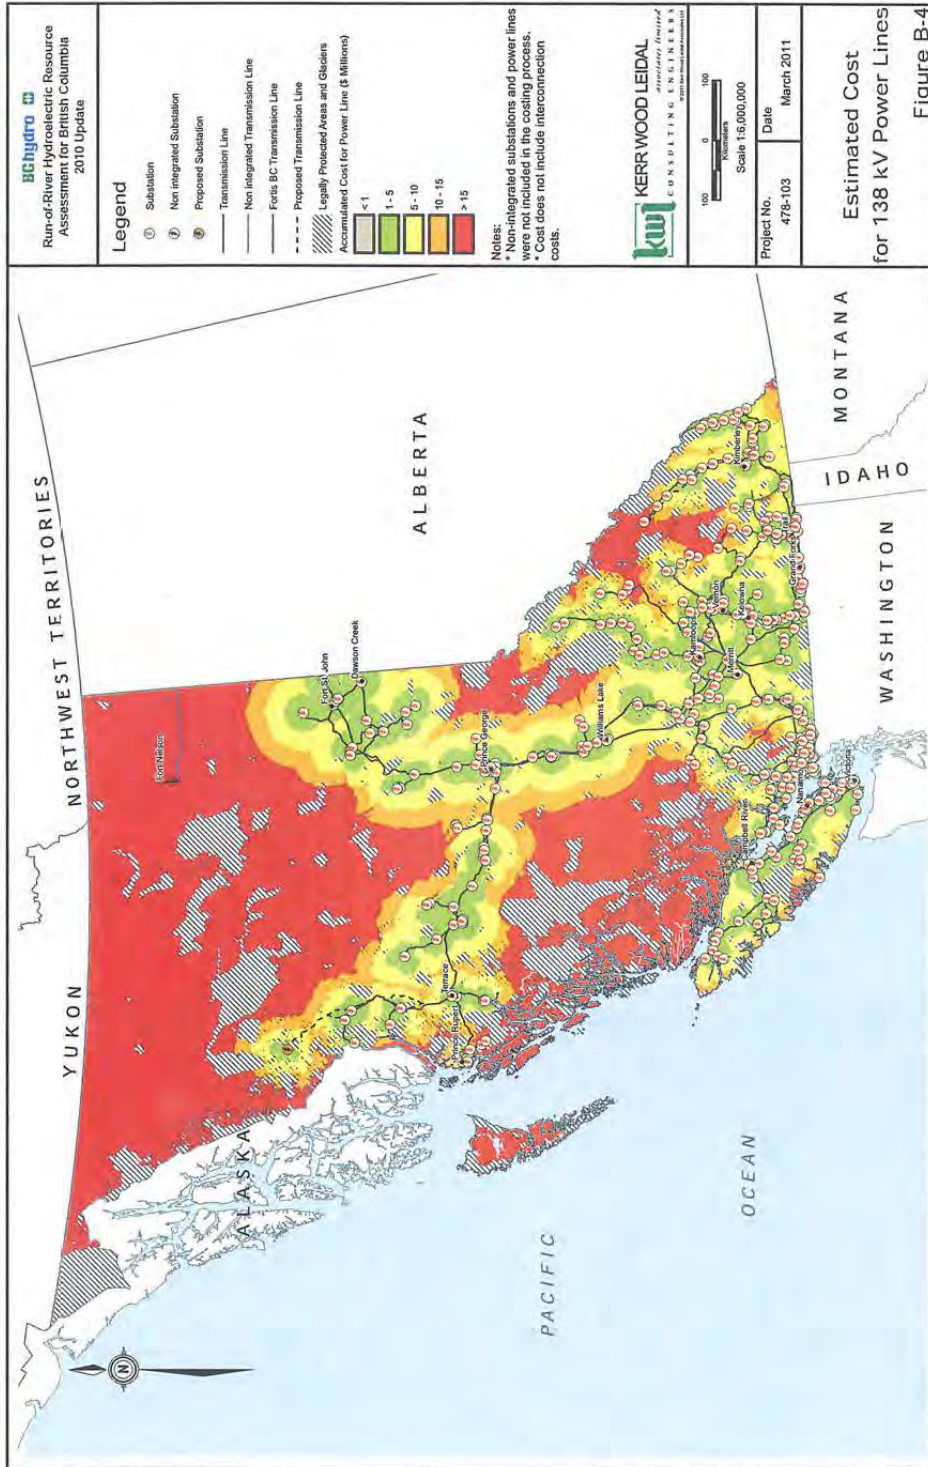 BChydro
Run-of-River Hydroelectric Resource
Assessment for British Columbia
2010 Update
Legend
Substation
Non integrated Substation
Proposed Substation
Transmission Line
Non integrated Transmission Line
Fortis BC Transmission Line
Proposed Transmission Line
Legally Protected Areas and Glaciers
Accumulated Cost for Power Line ($ Millions)
<1
1 - 5
5 - 10
10 - 15
> 15
Notes:
* Non-integrated substations and power lines
were not included in the costing process.
* Cost does not include interconnection
costs.
kwl
KERR WOOD LEIDAL
associates limited
CONSULTING ENGINEERS
100 0 100
Kilometers
Scale 1:6,000,000
Project No.
478-103
Date
March 2011
Estimated Cost
for 138 kV Power Lines
Figure B-4
YUKON
NORTHWEST TERRITORIES
ALASKA
ALBERTA
PACIFIC
OCEAN
WASHINGTON
IDAHO
MONTANA
N
Fort Nelson
Fort St. John
Dawson Creek
Prince George
Terrace
Prince Rupert
Williams Lake
Kamloops
Merritt
Vernon
Kelowna
Kimberley
Trail
Grand Forks
Campbell River
Nanaimo
Victoria